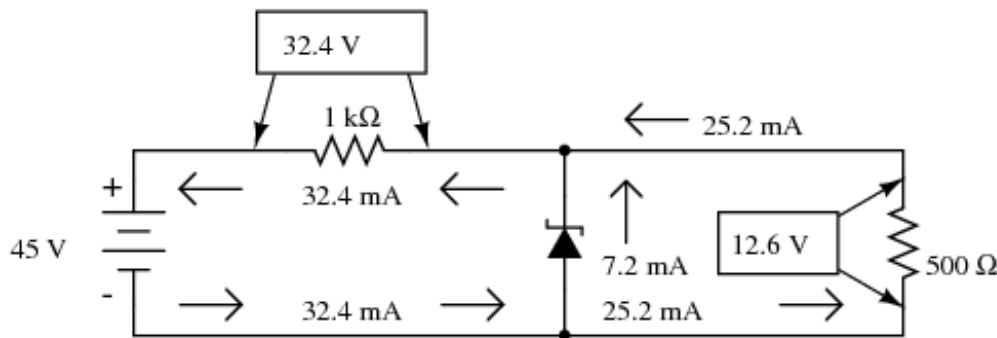 32.4 V
1 kΩ
25.2 mA
+
32.4 mA
45 V
12.6 V
7.2 mA
500 Ω
-
32.4 mA
25.2 mA